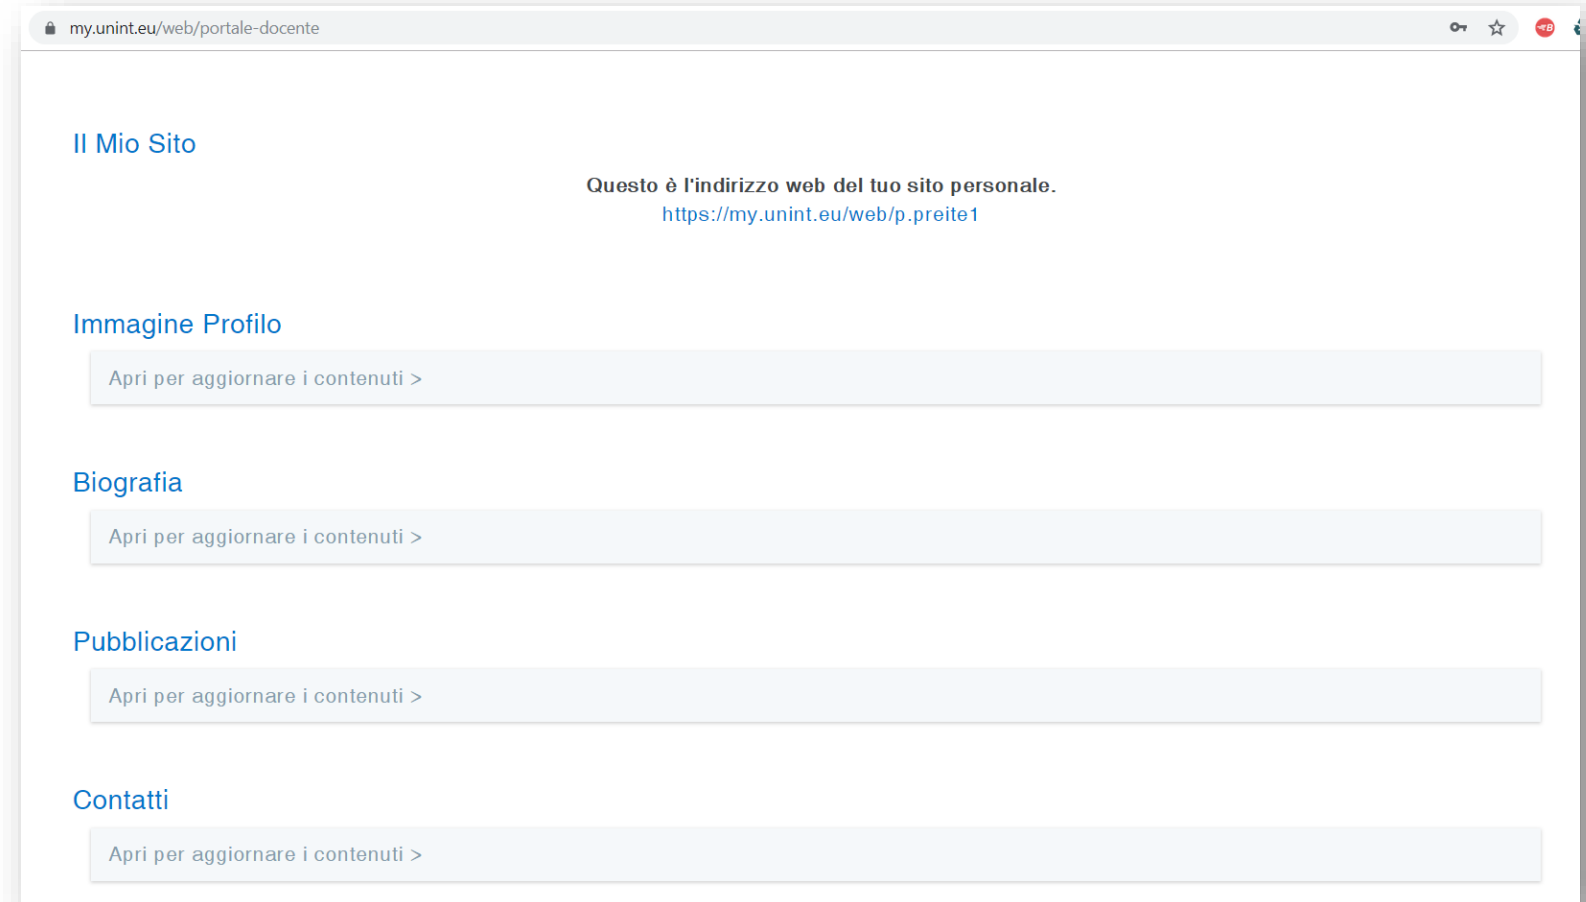 my.unint.eu/web/portale-docente
Il Mio Sito
Questo è l'indirizzo web del tuo sito personale.
https://my.unint.eu/web/p.preite1
Immagine Profilo
Apri per aggiornare i contenuti >
Biografia
Apri per aggiornare i contenuti >
Pubblicazioni
Apri per aggiornare i contenuti >
Contatti
Apri per aggiornare i contenuti >